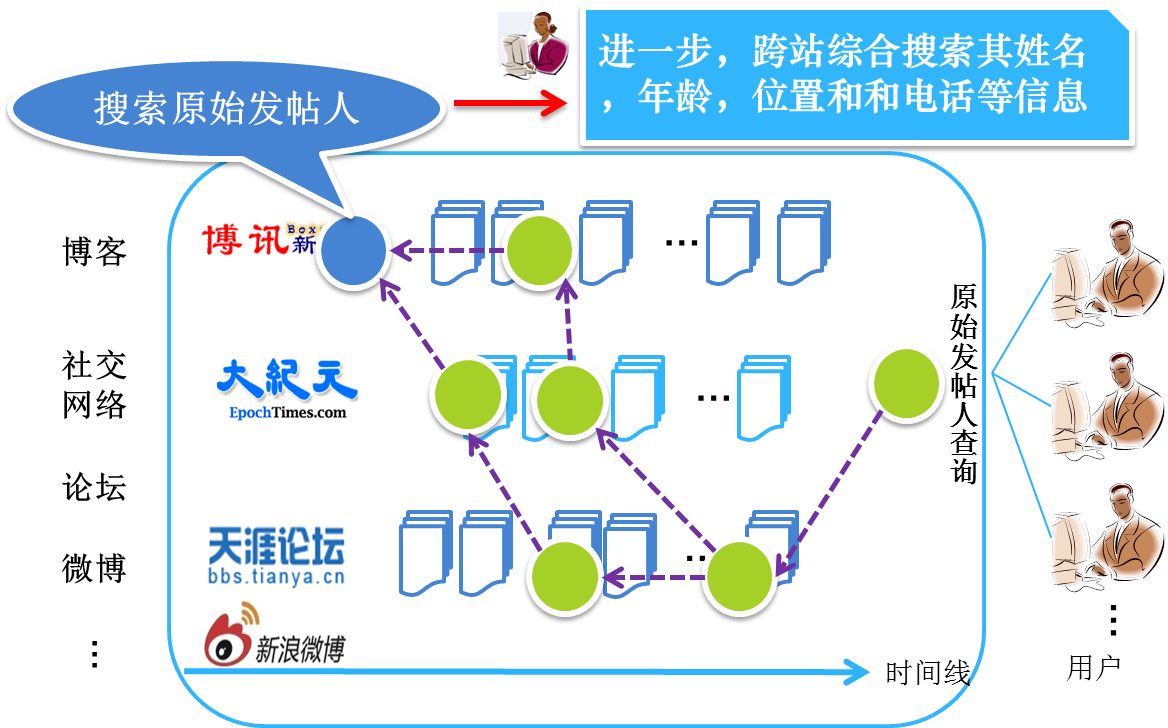 进一步，跨站综合搜索其姓名
，年龄，位置和和电话等信息
搜索原始发帖人
博客
博讯
Box
新
社交
网络
大紀元
EpochTimes.com
论坛
天涯论坛
bbs.tianya.cn
微博
新浪微博
...
...
...
⋮
原始发帖人查询
时间线
⋮
用户